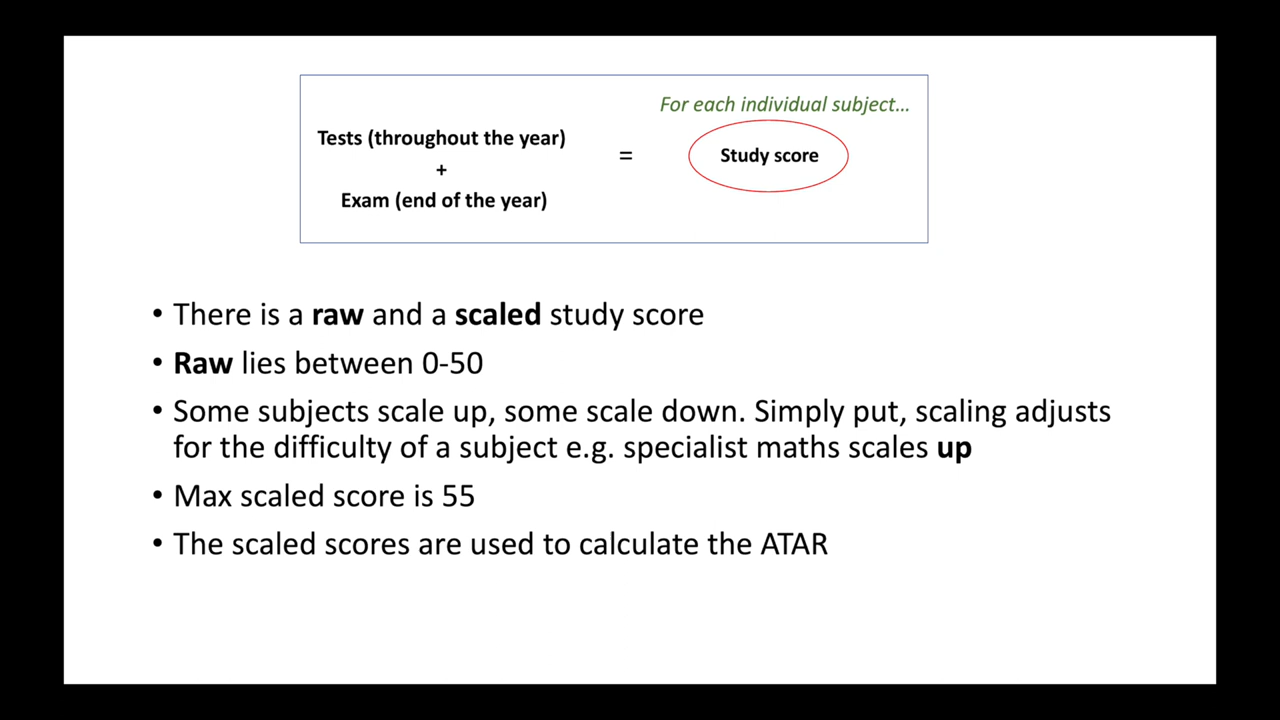 For each individual subject...
Tests (throughout the year)
+
Exam (end of the year)
=
Study score
• There is a raw and a scaled study score
• Raw lies between 0-50
• Some subjects scale up, some scale down. Simply put, scaling adjusts
for the difficulty of a subject e.g. specialist maths scales up
• Max scaled score is 55
• The scaled scores are used to calculate the ATAR